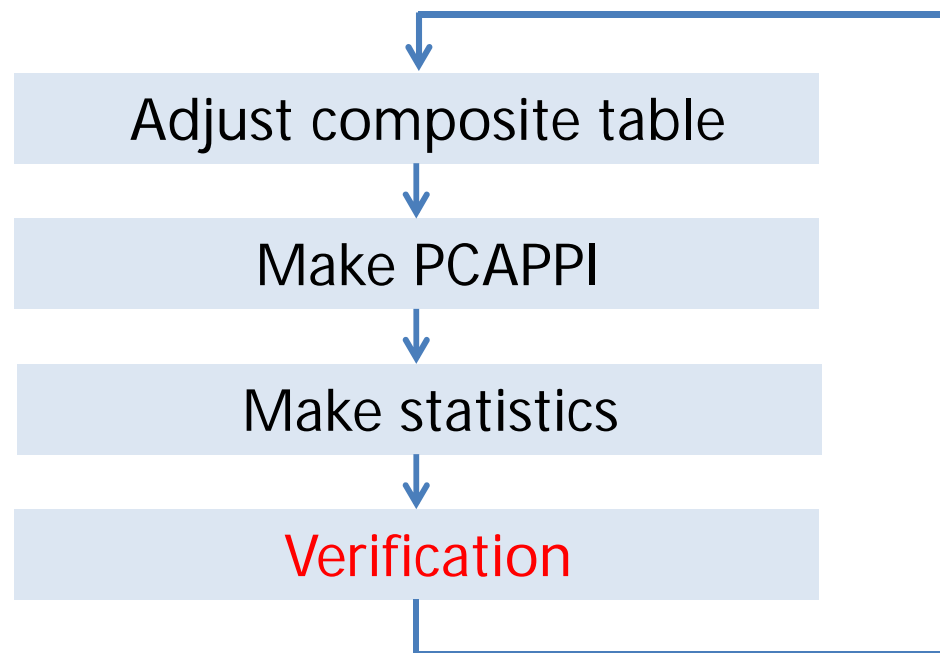 Adjust composite table
Make PCAPPI
Make statistics
Verification